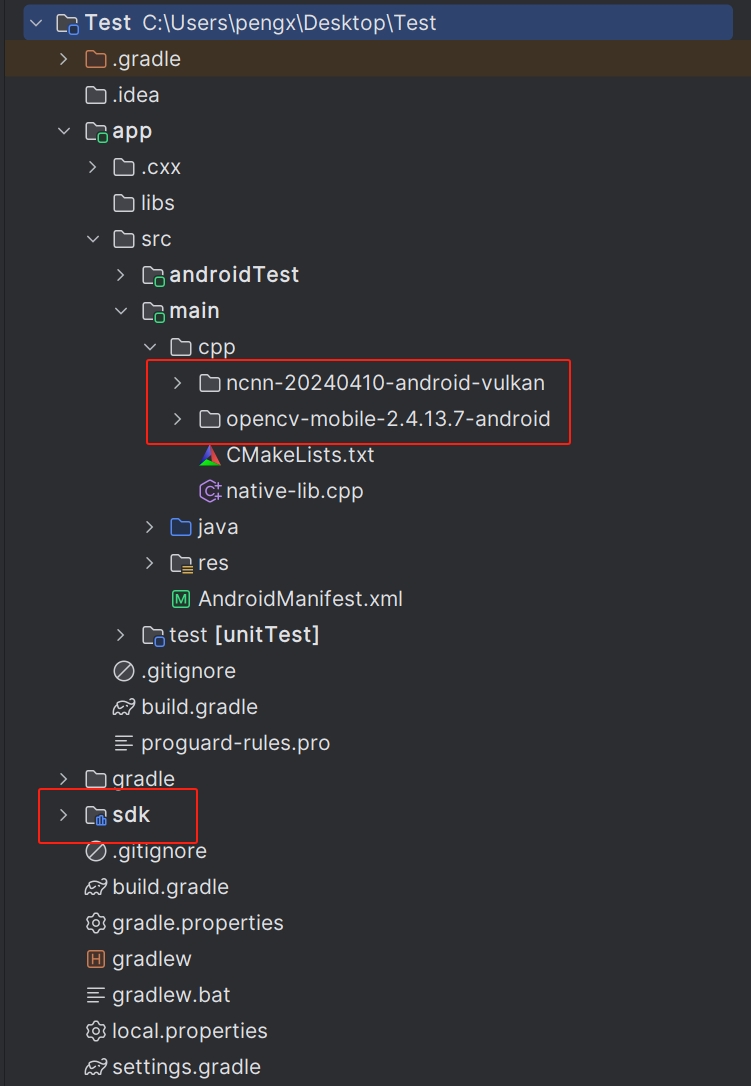 Test C:\Users\pengx\Desktop\Test
.gradle
.idea
app
.cxx
libs
src
androidTest
main
cpp
ncnn-20240410-android-vulkan
opencv-mobile-2.4.13.7-android
CMakeLists.txt
native-lib.cpp
java
res
AndroidManifest.xml
test [unitTest]
.gitignore
build.gradle
proguard-rules.pro
gradle
sdk
.gitignore
build.gradle
gradle.properties
gradlew
gradlew.bat
local.properties
settings.gradle